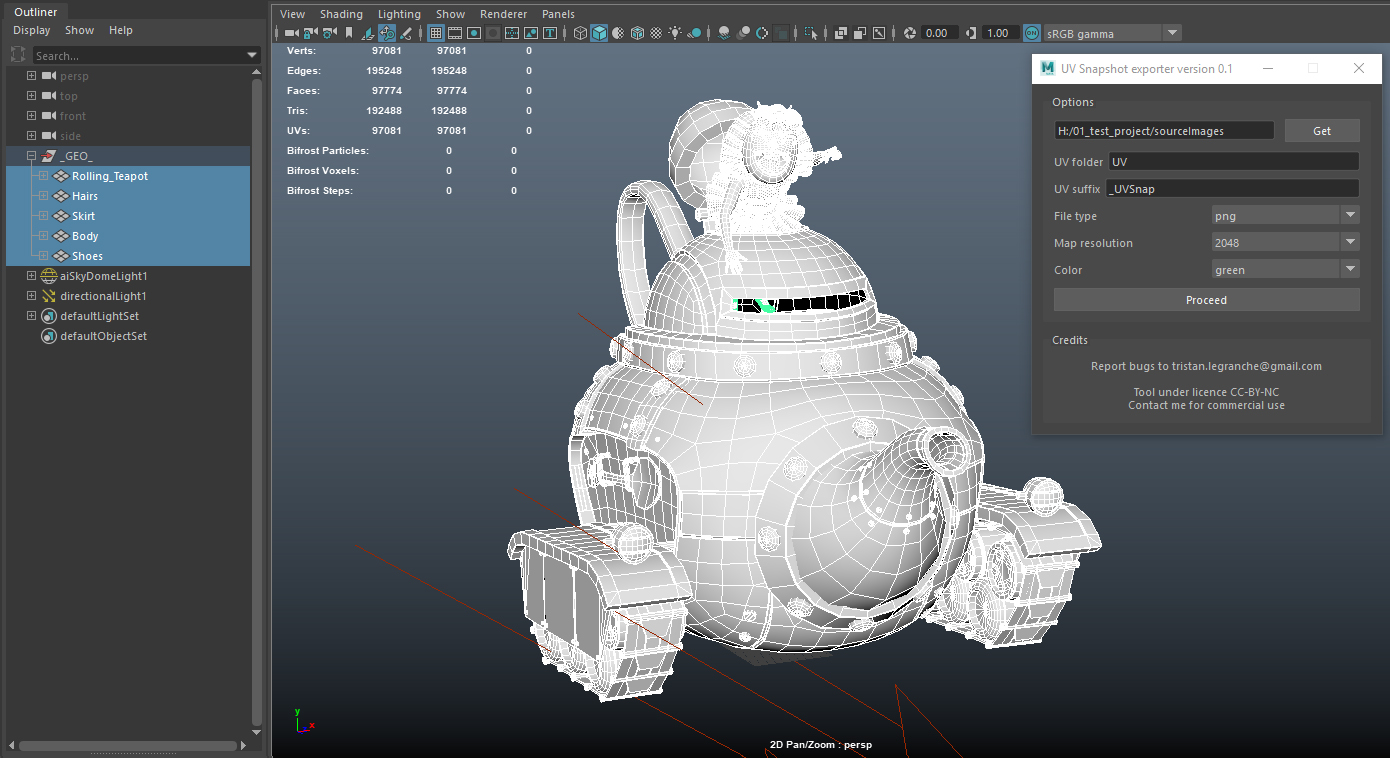 Outliner
Display Show Help
Search...
persp
top
front
side
_GEO_
Rolling_Teapot
Hairs
Skirt
Body
Shoes
aiSkyDomeLight1
directionalLight1
defaultLightSet
defaultObjectSet
View Shading Lighting Show Renderer Panels
0.00 1.00 ON sRGB gamma
Verts: 97081 97081 0
Edges: 195248 195248 0
Faces: 97774 97774 0
Tris: 192488 192488 0
UVs: 97081 97081 0
Bifrost Particles: 0 0
Bifrost Voxels: 0 0
Bifrost Steps: 0 0
y
x
2D Pan/Zoom : persp
M UV Snapshot exporter version 0.1
Options
H:/01_test_project/sourceImages Get
UV folder UV
UV suffix _UVSnap
File type png
Map resolution 2048
Color green
Proceed
Credits
Report bugs to tristan.legranche@gmail.com
Tool under licence CC-BY-NC
Contact me for commercial use